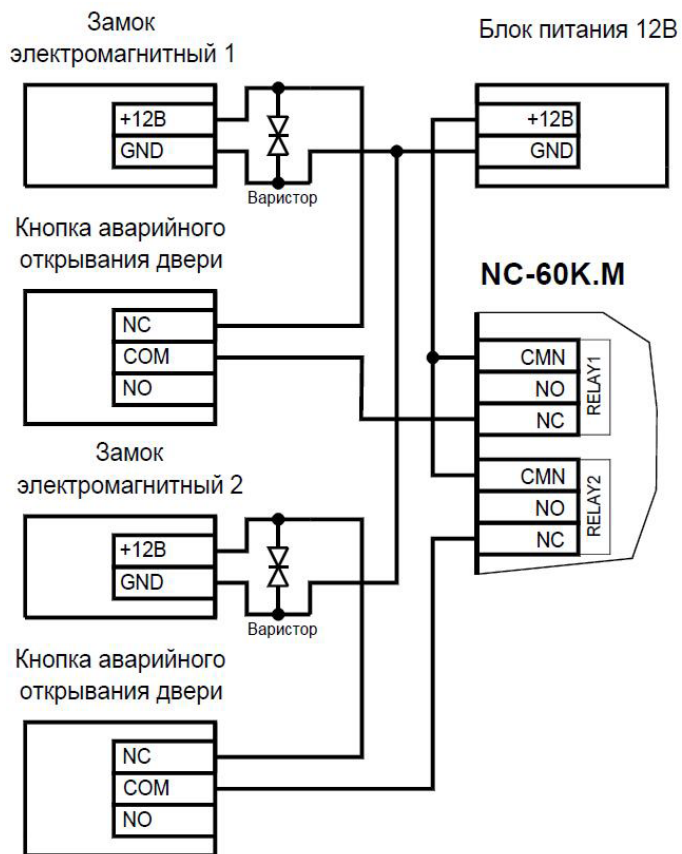 Замок
электромагнитный 1
+12В
GND
Варистор
Блок питания 12В
+12В
GND
Кнопка аварийного
открывания двери
NC
COM
NO
NC-60K.M
CMN
NO
NC
RELAY1
CMN
NO
NC
RELAY2
Замок
электромагнитный 2
+12В
GND
Варистор
Кнопка аварийного
открывания двери
NC
COM
NO